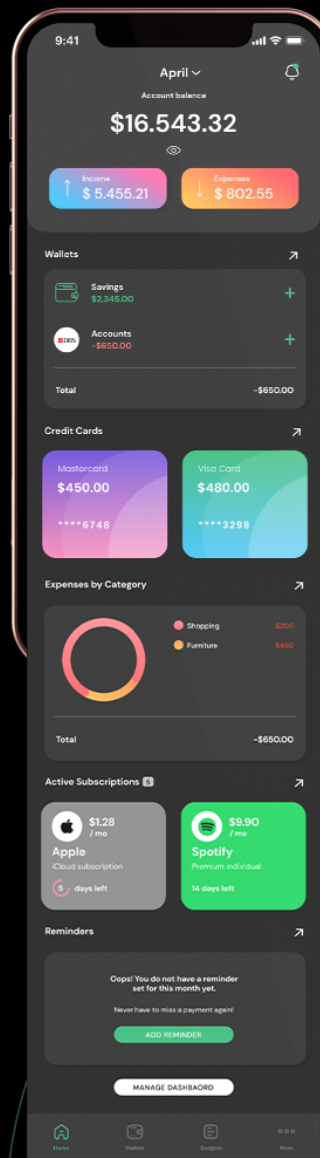 9:41
April
Account balance
$16.543.32
Income
$ 5.455.21
Expenses
$ 802.55
Wallets
Savings
$2,345.00
DBS
Accounts
-$650.00
Total
-$650.00
Credit Cards
Mastercard
$450.00
****6748
Visa Card
$480.00
****3298
Expenses by Category
Shopping
$200
Furniture
$450
Total
-$650.00
Active Subscriptions 5
$1.28
/ mo
Apple
iCloud subscription
5 days left
$9.90
/ mo
Spotify
Premium individual
14 days left
Reminders
Oops! You do not have a reminder
set for this month yet.
Never have to miss a payment again!
ADD REMINDER
MANAGE DASHBAORD
Home
Wallets
Budgets
More